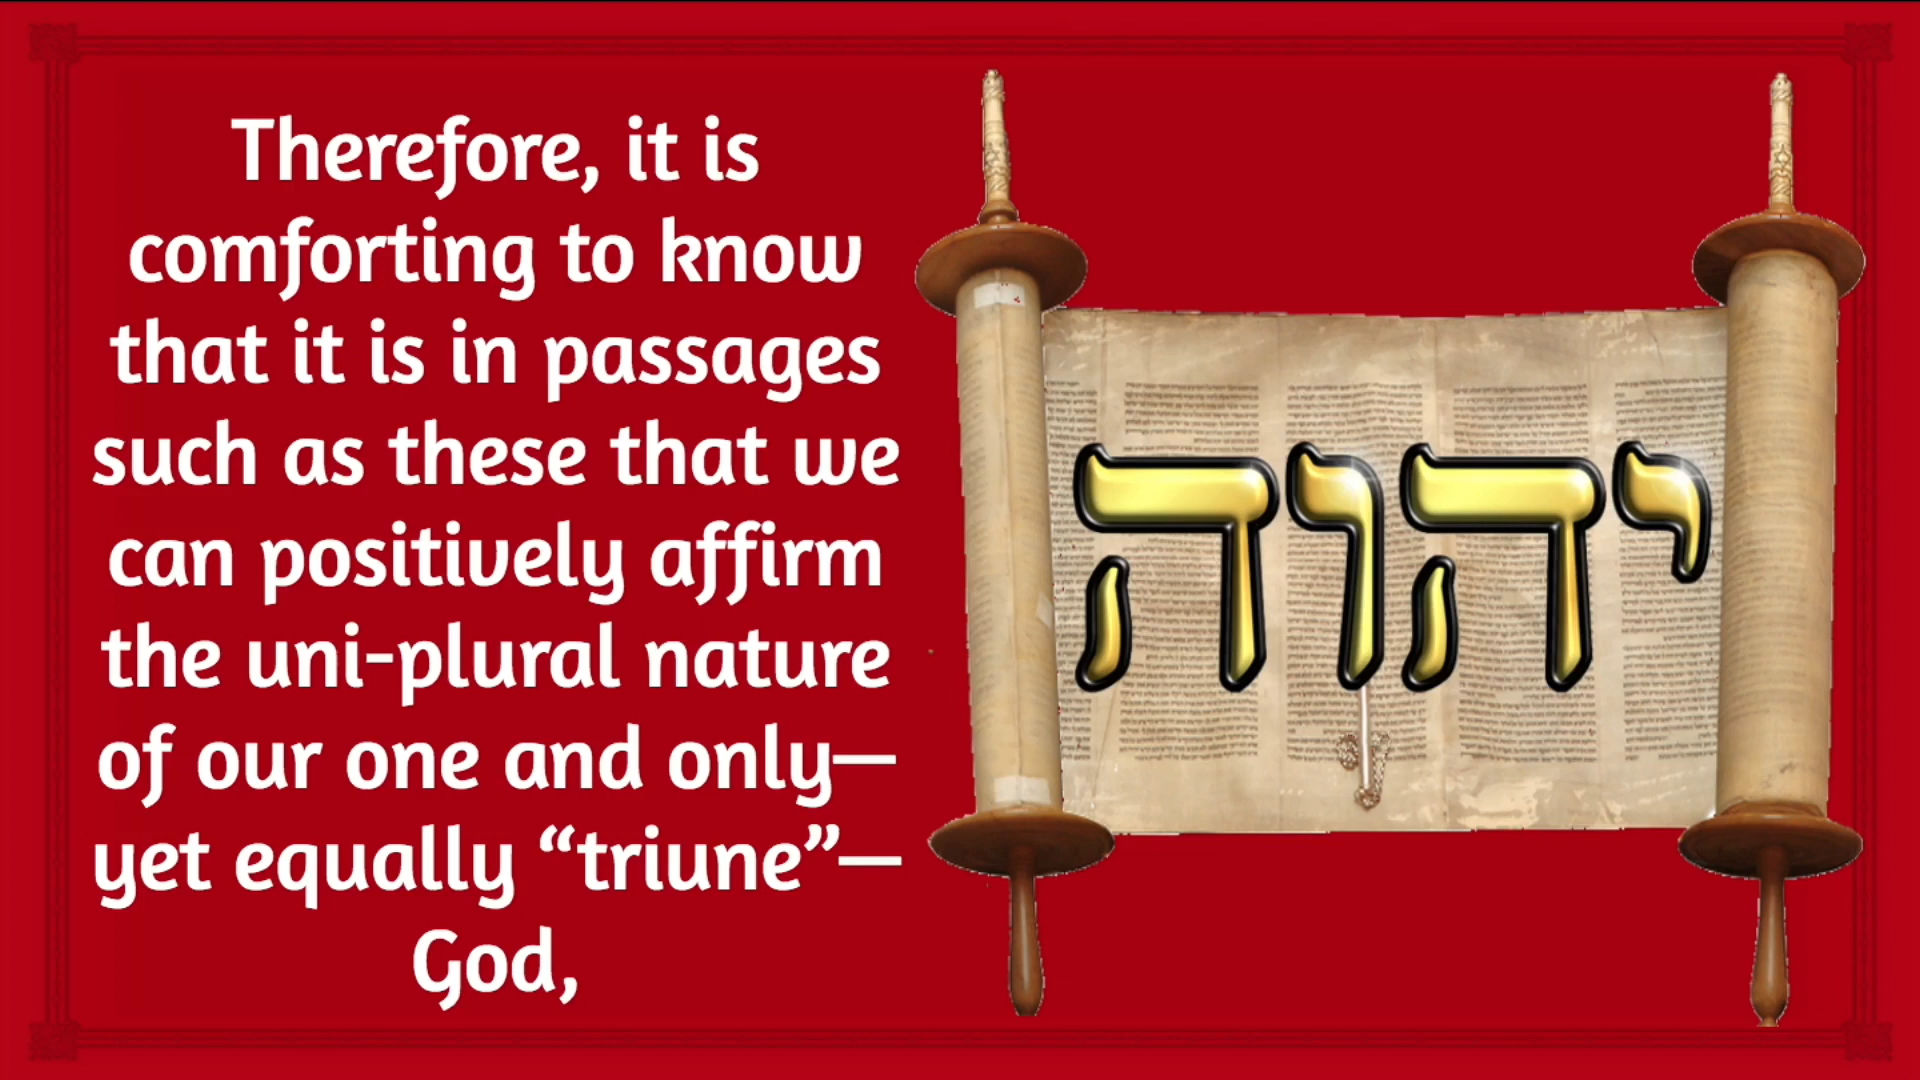 Therefore, it is
comforting to know
that it is in passages
such as these that we
can positively affirm
the uni-plural nature
of our one and only—
yet equally “triune”—
God,
יהוה